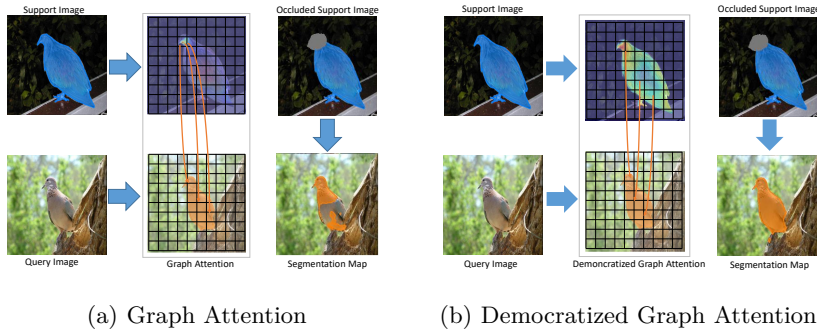 Support Image
Occluded Support Image
Query Image
Graph Attention
Segmentation Map
(a) Graph Attention
Support Image
Occluded Support Image
Query Image
Demoncratized Graph Attention
Segmentation Map
(b) Democratized Graph Attention